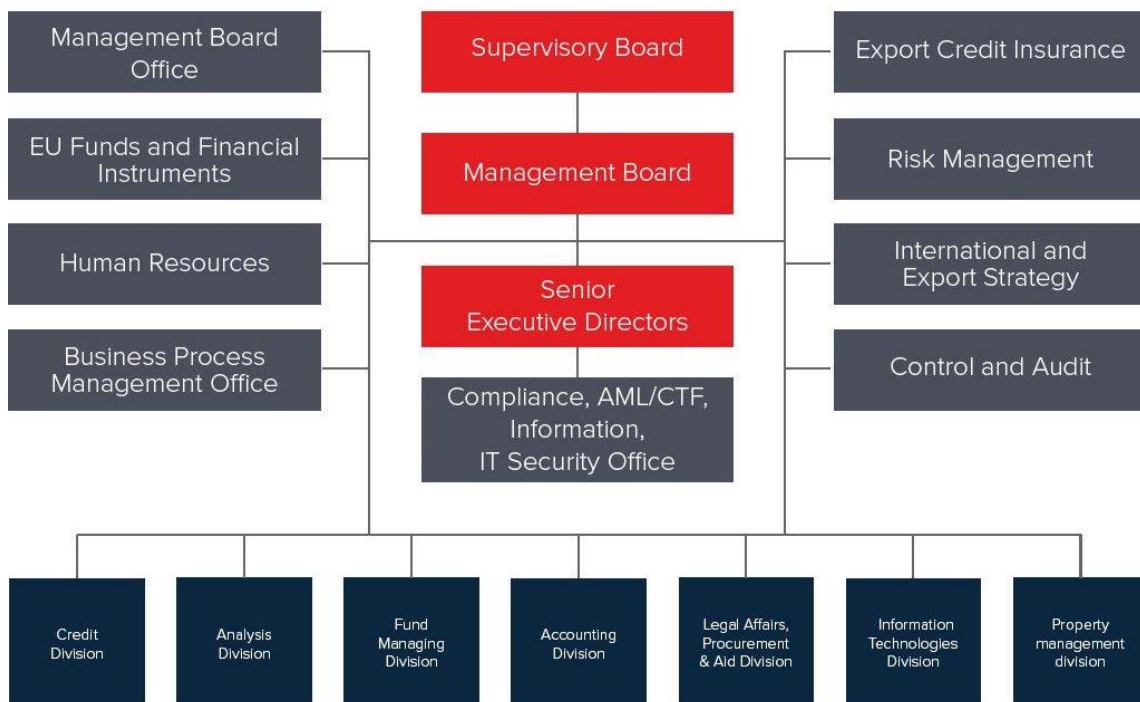 Management Board
Office
Supervisory Board
Export Credit Insurance
EU Funds and Financial
Instruments
Management Board
Risk Management
Human Resources
Senior
Executive Directors
International and
Export Strategy
Business Process
Management Office
Compliance, AML/CTF,
Information,
IT Security Office
Control and Audit
Credit
Division
Analysis
Division
Fund
Managing
Division
Accounting
Division
Legal Affairs,
Procurement
& Aid Division
Information
Technologies
Division
Property
management
division